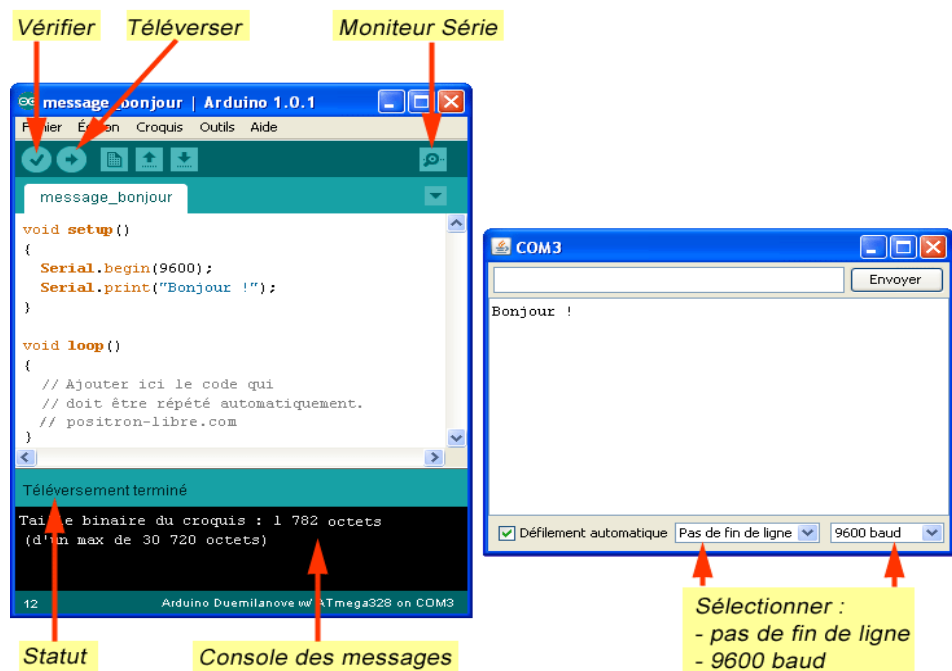 Vérifier
Téléverser
Moniteur Série
message_bonjour | Arduino 1.0.1
Fichier Édition Croquis Outils Aide
message_bonjour
void setup()
{
Serial.begin(9600);
Serial.print("Bonjour !");
}
void loop()
{
// Ajouter ici le code qui
// doit être répété automatiquement.
// positron-libre.com
}
Téléversement terminé
Taille binaire du croquis : 1 782 octets
(d'un max de 30 720 octets)
12
Arduino Duemilanove w/ ATmega328 on COM3
COM3
Envoyer
Bonjour !
Défilement automatique
Pas de fin de ligne
9600 baud
Statut
Console des messages
Sélectionner :
- pas de fin de ligne
- 9600 baud